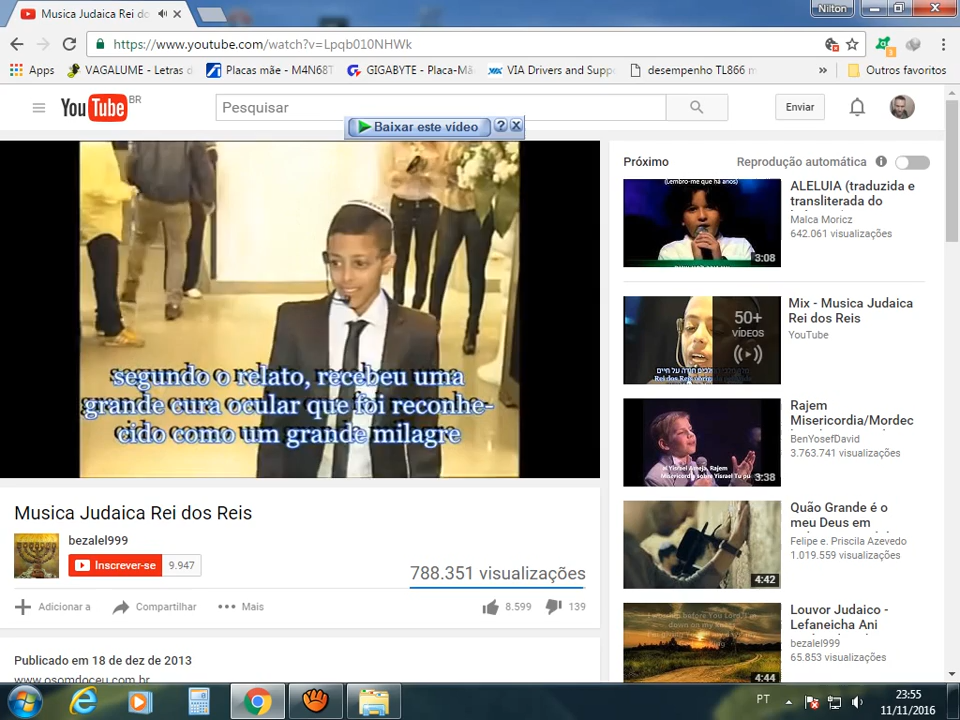 Musica Judaica Rei do
Nilton
https://www.youtube.com/watch?v=Lpqb010NHWk
Apps
VAGALUME - Letras d
Placas mãe - M4N68T
GIGABYTE - Placa-Mã
VIA Drivers and Supp
desempenho TL866 m
»
Outros favoritos
YouTube BR
Pesquisar
Enviar
Baixar este vídeo
segundo o relato, recebeu uma
grande cura ocular que foi reconhe-
cido como um grande milagre
Musica Judaica Rei dos Reis
bezalel999
Inscrever-se 9.947
788.351 visualizações
Adicionar a
Compartilhar
Mais
8.599
139
Publicado em 18 de dez de 2013
www.osomdoceu.com.br
Próximo
Reprodução automática
(Lembro-me que há anos)
3:08
ALELUIA (traduzida e
transliterada do
Malca Moricz
642.061 visualizações
50+
VÍDEOS
Mix - Musica Judaica
Rei dos Reis
YouTube
3:38
Rajem
Misericordia/Mordec
BenYosefDavid
3.763.741 visualizações
4:42
Quão Grande é o
meu Deus em
Felipe e. Priscila Azevedo
1.019.559 visualizações
4:44
Louvor Judaico -
Lefaneicha Ani
bezalel999
65.853 visualizações
PT
23:55
11/11/2016